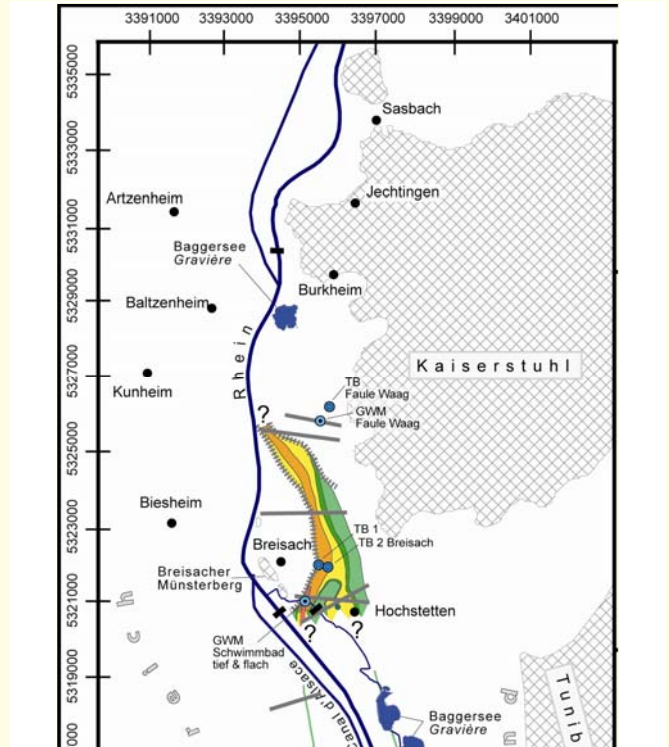 3391000 3393000 3395000 3397000 3399000 3401000
5335000
Sasbach
5333000
Jechtingen
Artzenheim
5331000
Baggersee
Gravière
Burkheim
5329000
Baltzenheim
Rhein
Kaiserstuhl
5327000
TB
Faule Waag
Kunheim
GWM
Faule Waag
?
5325000
Biesheim
5323000
TB 1
Breisach
TB 2 Breisach
Breisacher
Münsterberg
5321000
Hochstetten
? ?
GWM
Schwimmbad
tief & flach
5319000
Canal d'Alsace
Tunib
Baggersee
Gravière
000